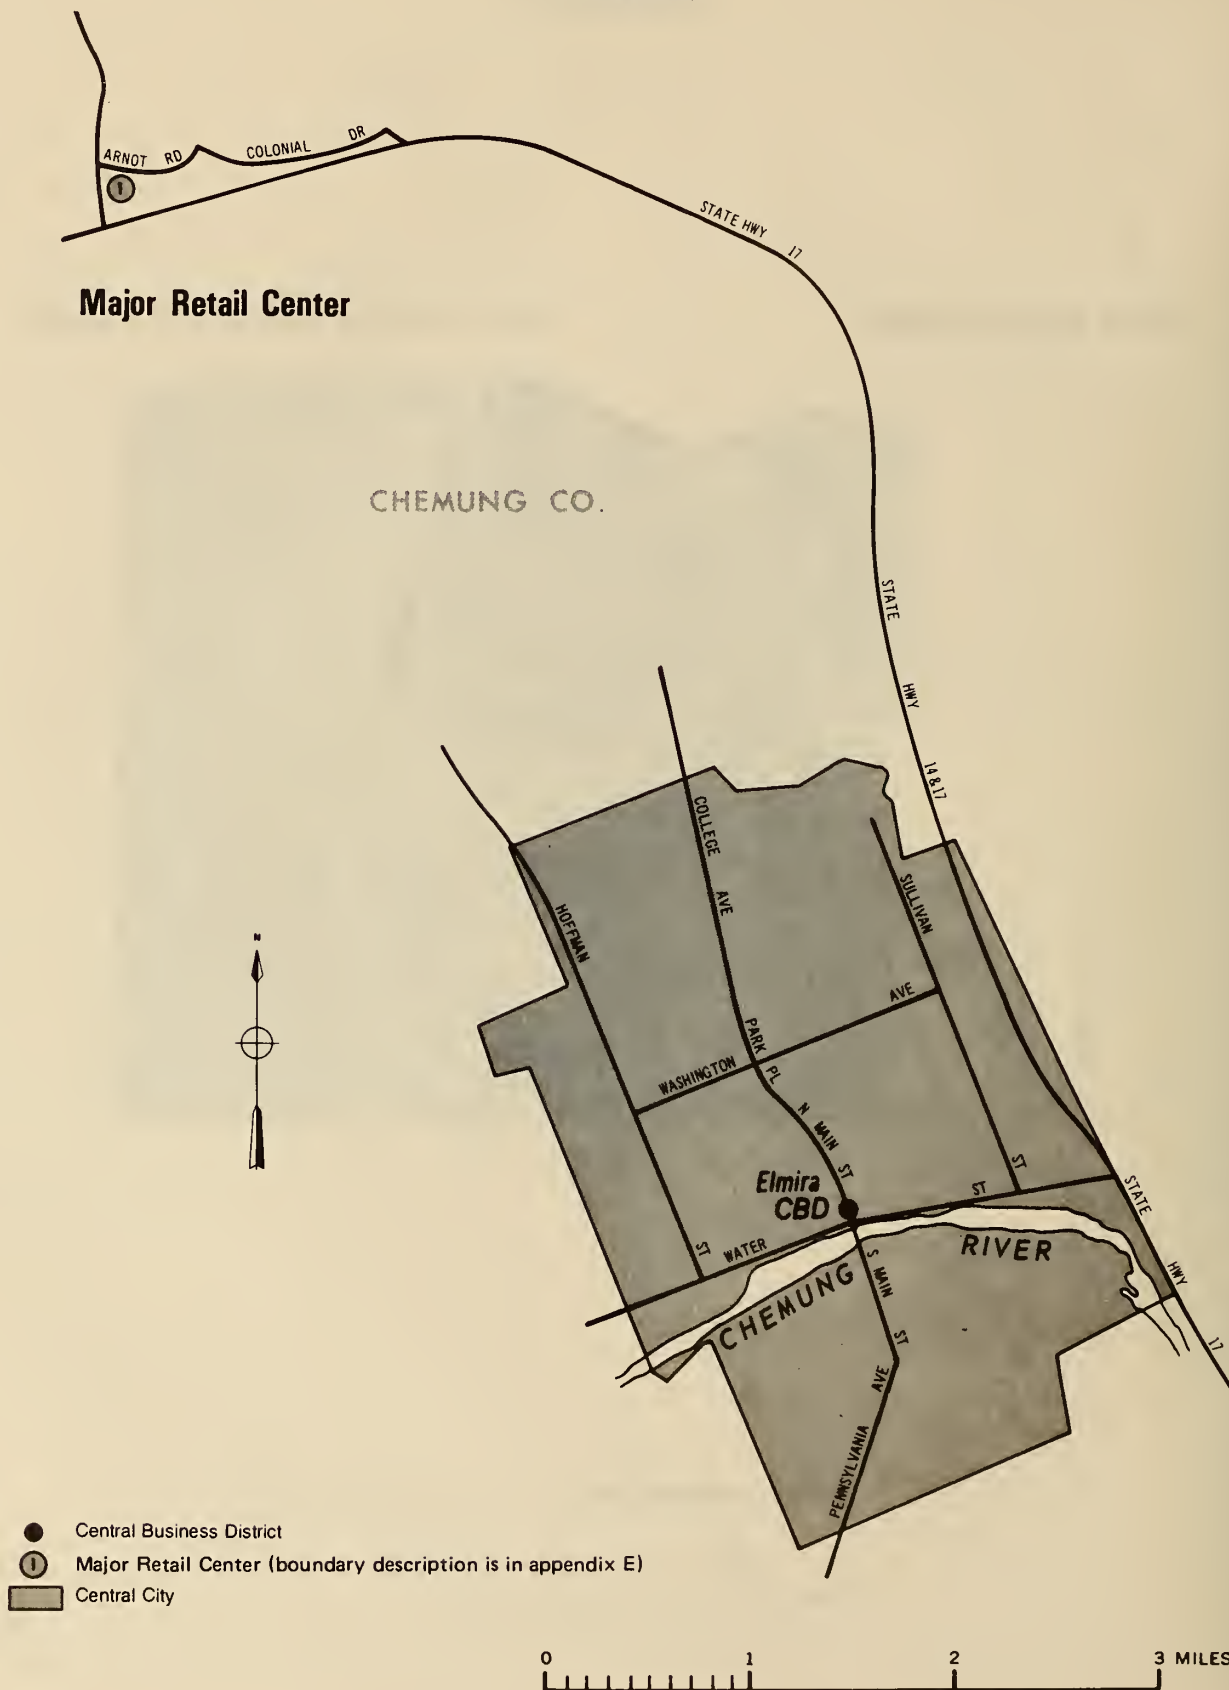 ARNOT RD
COLONIAL DR
1
STATE HWY 17
Major Retail Center
CHEMUNG CO.
STATE HWY 14 & 17
COLLEGE AVE
SULLIVAN ST
HOFFMAN ST
N
WASHINGTON AVE
PARK PL
N MAIN ST
Elmira
CBD
WATER ST
STATE HWY 17
CHEMUNG RIVER
S MAIN ST
PENNSYLVANIA AVE
Central Business District
1 Major Retail Center (boundary description is in appendix E)
Central City
0 1 2 3 MILES